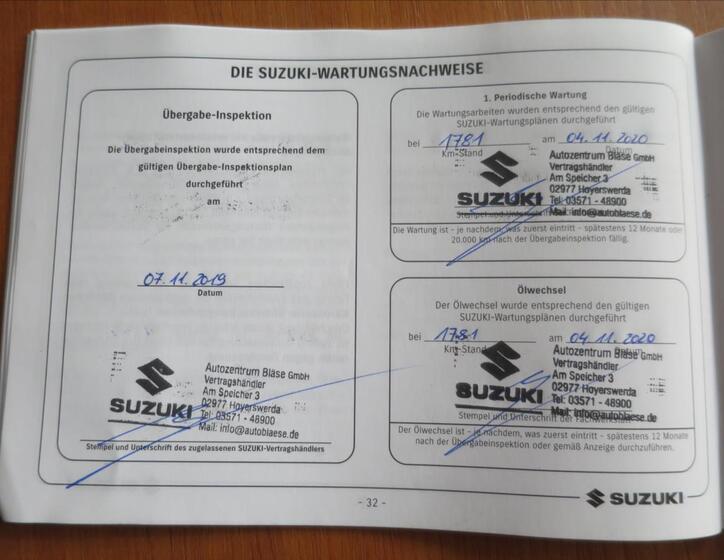 DIE SUZUKI-WARTUNGSNACHWEISE
Übergabe-Inspektion
Die Übergabeinspektion wurde entsprechend dem
gültigen Übergabe-Inspektionsplan
durchgeführt
am
07.11.2019
Datum
SUZUKI
Autozentrum Bläse GmbH
Vertragshändler
Am Speicher 3
02977 Hoyerswerda
Tel: 03571 - 48900
Mail: info@autoblaese.de
Stempel und Unterschrift des zugelassenen SUZUKI-Vertragshändlers
1. Periodische Wartung
Die Wartungsarbeiten wurden entsprechend den gültigen
SUZUKI-Wartungsplänen durchgeführt
bei 1781 am 04.11.2020
Km-Stand Datum
SUZUKI
Autozentrum Bläse GmbH
Vertragshändler
Am Speicher 3
02977 Hoyerswerda
Tel: 03571 - 48900
Mail: info@autoblaese.de
Stempel und
Die Wartung ist - je nachdem, was zuerst eintritt - spätestens 12 Monate oder
20.000 km nach der Übergabeinspektion fällig.
Ölwechsel
Der Ölwechsel wurde entsprechend den gültigen
SUZUKI-Wartungsplänen durchgeführt
bei 1781 am 04.11.2020
Km-Stand Datum
SUZUKI
Autozentrum Bläse GmbH
Vertragshändler
Am Speicher 3
02977 Hoyerswerda
Tel: 03571 - 48900
Mail: info@autoblaese.de
Stempel und Unterschrift der Fachwerkstatt
Der Ölwechsel ist - je nachdem, was zuerst eintritt - spätestens 12 Monate
nach der Übergabeinspektion oder gemäß Anzeige durchzuführen.
- 32 -
SUZUKI